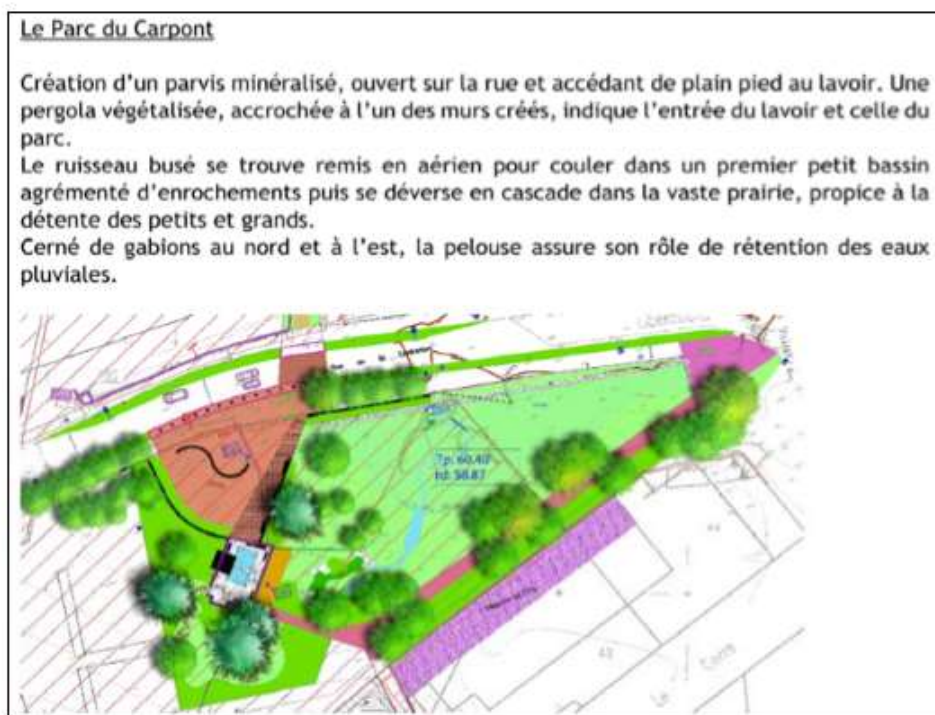 Le Parc du Carpont
Création d’un parvis minéralisé, ouvert sur la rue et accédant de plain pied au lavoir. Une
pergola végétalisée, accrochée à l’un des murs créés, indique l’entrée du lavoir et celle du
parc.
Le ruisseau busé se trouve remis en aérien pour couler dans un premier petit bassin
agrémenté d’enrochements puis se déverse en cascade dans la vaste prairie, propice à la
détente des petits et grands.
Cerné de gabions au nord et à l’est, la pelouse assure son rôle de rétention des eaux
pluviales.
Tp: 60.40
fd: 58.87